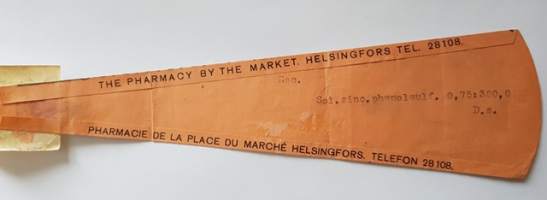 THE PHARMACY BY THE MARKET. HELSINGFORS TEL. 28108.
Sol.zinc.phenolsulf. 0,75:300,0
D.s.
PHARMACIE DE LA PLACE DU MARCHÉ HELSINGFORS. TELEFON 28108.